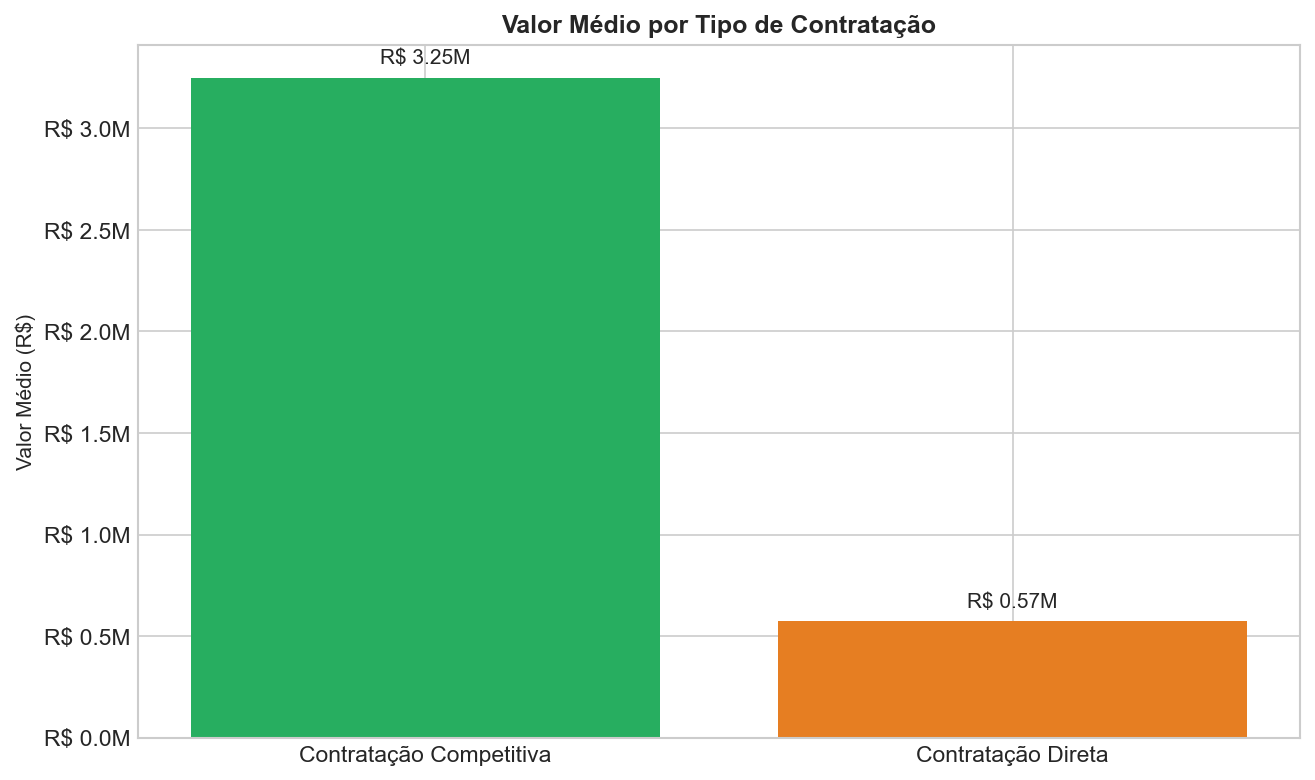 Valor Médio por Tipo de Contratação
R$ 3.25M
R$ 3.0M
R$ 2.5M
R$ 2.0M
R$ 1.5M
R$ 1.0M
R$ 0.57M
R$ 0.5M
R$ 0.0M
Valor Médio (R$)
Contratação Competitiva
Contratação Direta